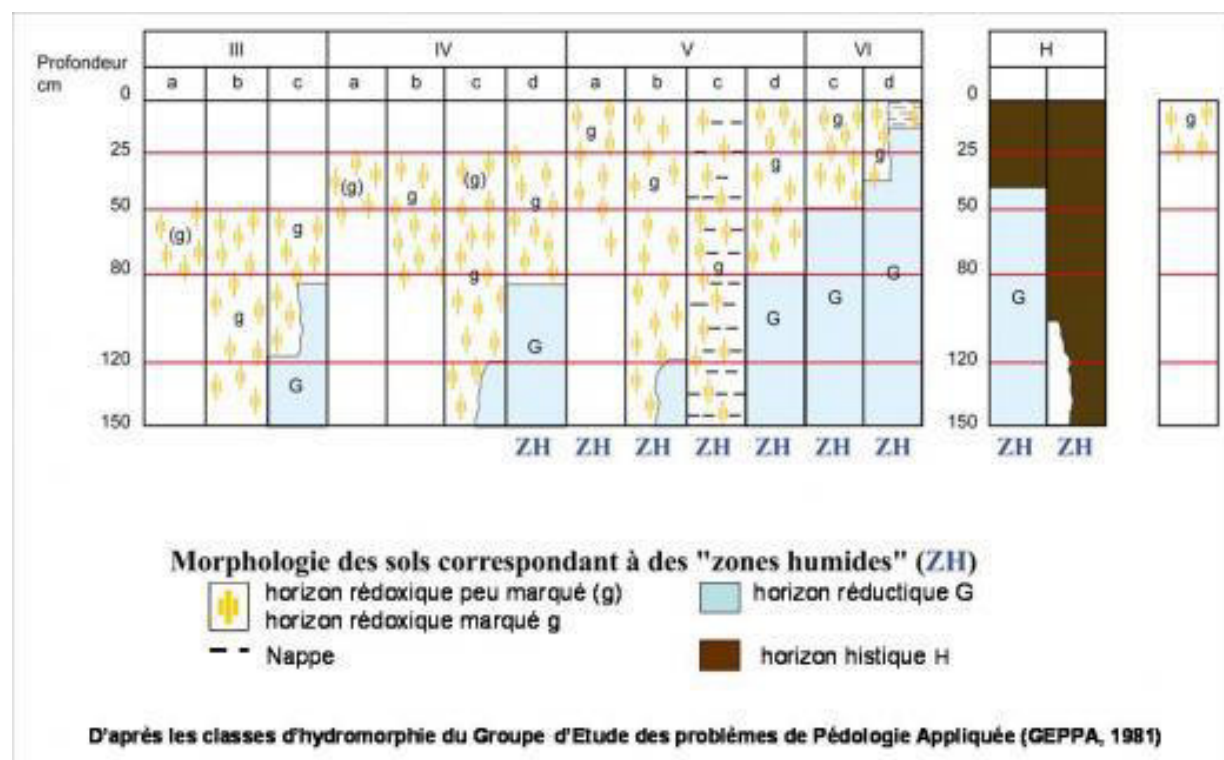 III IV V VI H
Profondeur
cm
a b c a b c d a b c d c d
0 0
g g g g
25 25
(g) g (g) g g g g
50 50
(g) g g
80 g g G 80
g G G G G
120 120
G
150 150
ZH ZH ZH ZH ZH ZH ZH ZH ZH
Morphologie des sols correspondant à des "zones humides" (ZH)
horizon rédoxique peu marqué (g) horizon réductique G
horizon rédoxique marqué g
Nappe horizon histique H
D'après les classes d'hydromorphie du Groupe d'Etude des problèmes de Pédologie Appliquée (GEPPA, 1981)